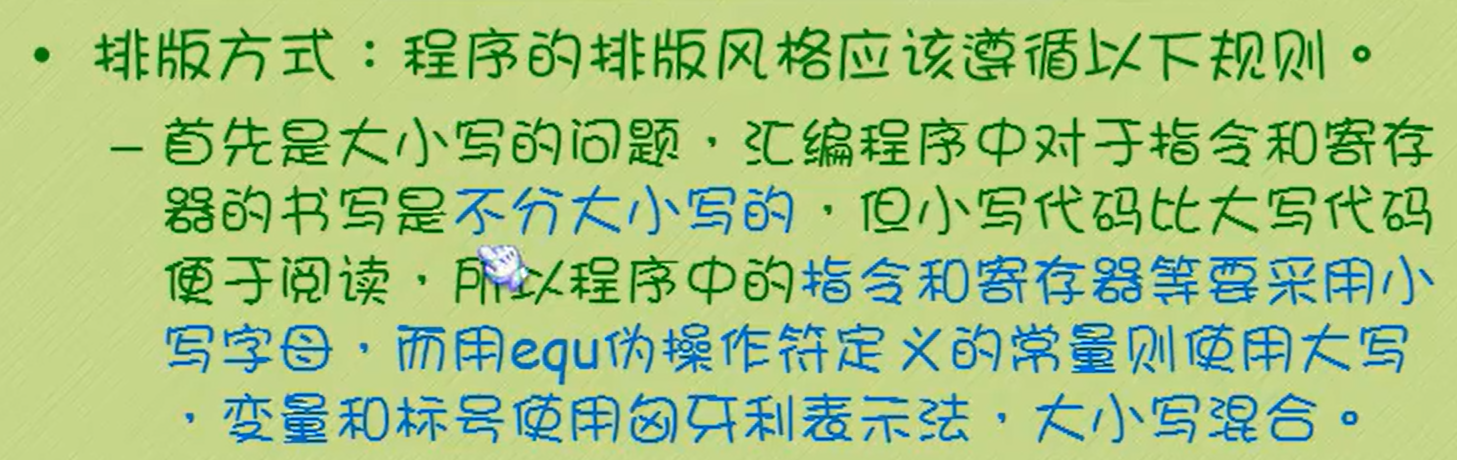 • 排版方式：程序的排版风格应该遵循以下规则。
– 首先是大小写的问题，汇编程序中对于指令和寄存
器的书写是不分大小写的，但小写代码比大写代码
便于阅读，所以程序中的指令和寄存器等要采用小
写字母，而用equ伪操作符定义的常量则使用大写
，变量和标号使用匈牙利表示法，大小写混合。